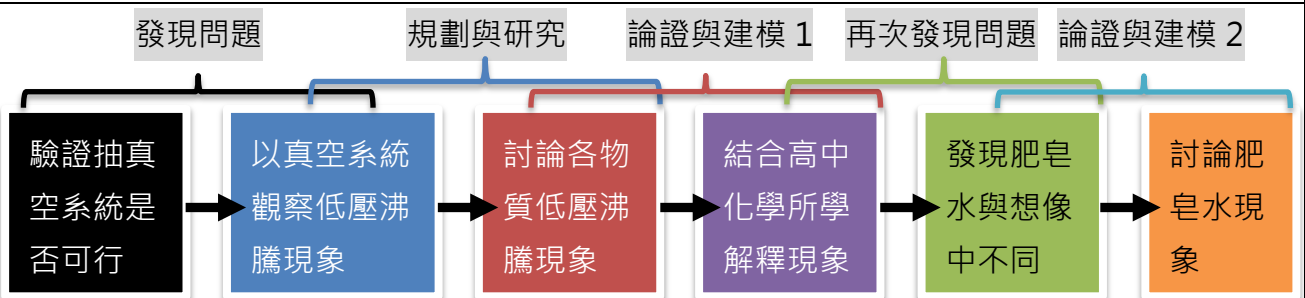 發現問題
規劃與研究
論證與建模 1
再次發現問題
論證與建模 2
驗證抽真
空系統是
否可行
以真空系統
觀察低壓沸
騰現象
討論各物
質低壓沸
騰現象
結合高中
化學所學
解釋現象
發現肥皂
水與想像
中不同
討論肥
皂水現
象